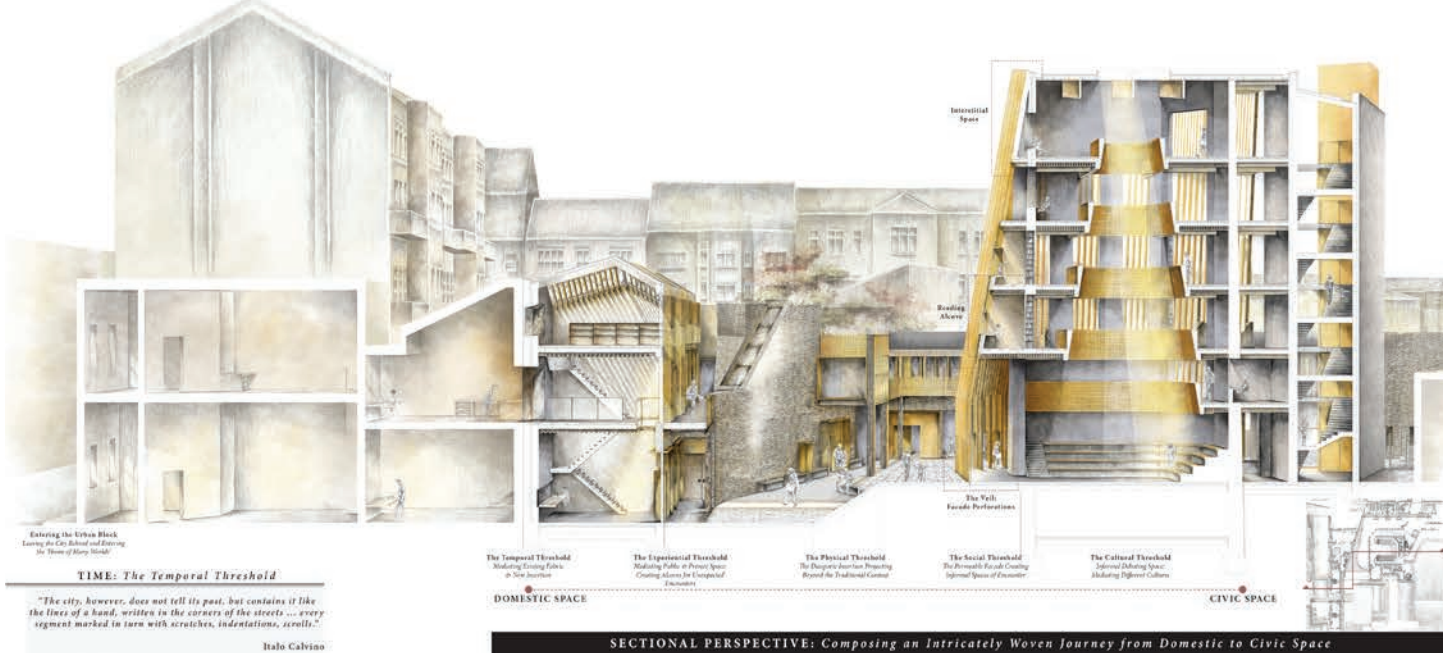 Interstitial
Space
Reading
Alcove
The Veil:
Facade Perforations
Entering the Urban Block
Leaving the City Behind and Entering
the 'Home of Many Worlds'
The Temporal Threshold
Mediating Existing Fabric
& New Insertion
The Experiential Threshold
Mediating Public & Private Space
Creating Alcoves for Unexpected
Encounters
The Physical Threshold
The Diasporic Insertion Projecting
Beyond the Traditional Context
The Social Threshold
The Permeable Facade Creating
Informal Spaces of Encounter
The Cultural Threshold
Informal Debating Space:
Mediating Different Cultures
DOMESTIC SPACE
CIVIC SPACE
TIME: The Temporal Threshold
"The city, however, does not tell its past, but contains it like
the lines of a hand, written in the corners of the streets ... every
segment marked in turn with scratches, indentations, scrolls."
Italo Calvino
SECTIONAL PERSPECTIVE: Composing an Intricately Woven Journey from Domestic to Civic Space